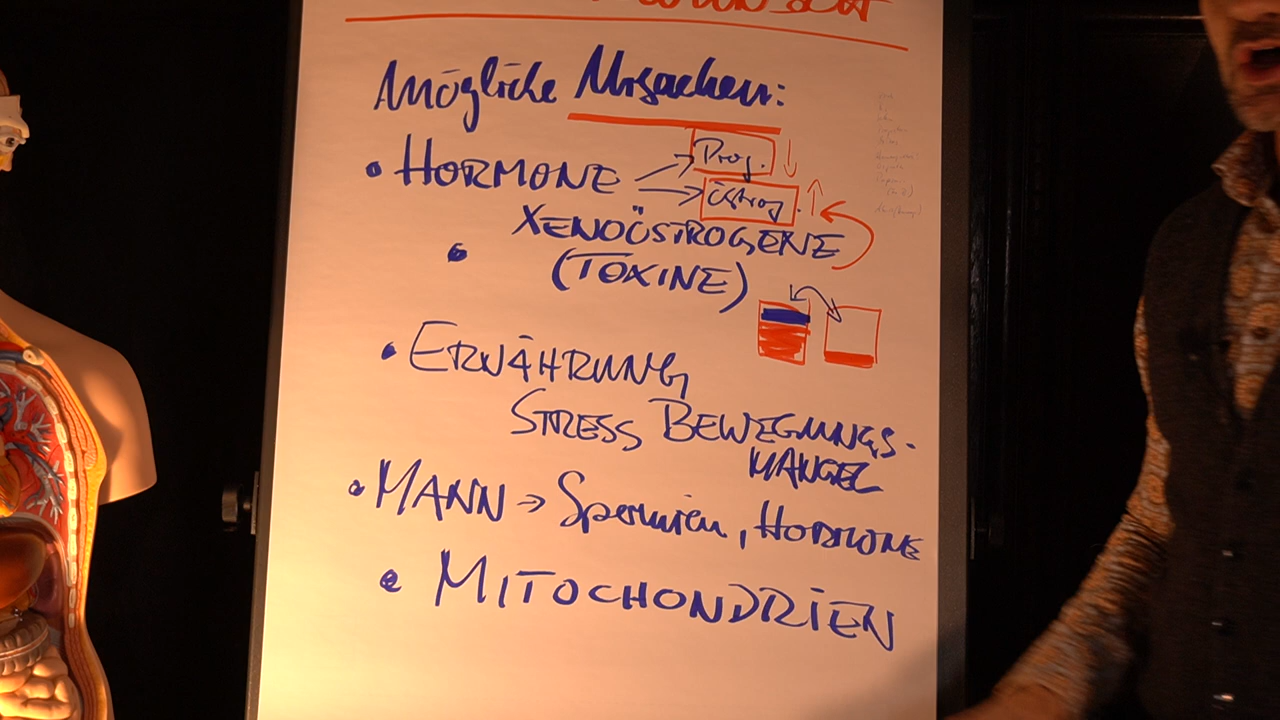 Mögliche Ursachen:
• HORMONE → Prog. ↓
→ Östrog. ↑
XENOÖSTROGENE
• (TOXINE)
• ERNÄHRUNG
STRESS BEWEGUNGS-
MANGEL
• MANN → Spermien, HORMONE
• MITOCHONDRIEN